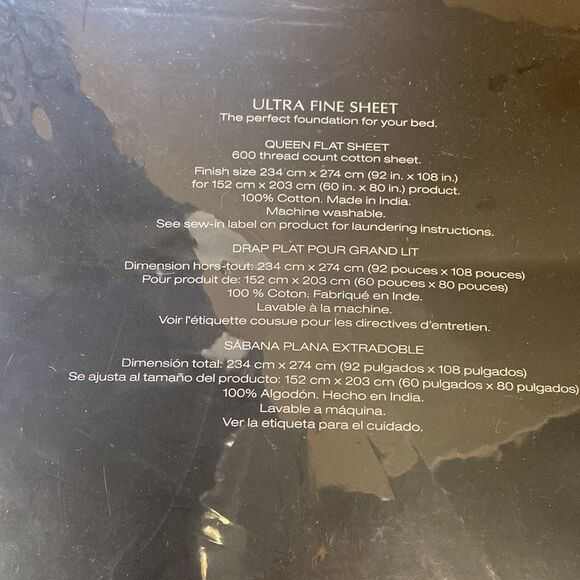 ULTRA FINE SHEET
The perfect foundation for your bed.
QUEEN FLAT SHEET
600 thread count cotton sheet.
Finish size 234 cm x 274 cm (92 in. x 108 in.)
for 152 cm x 203 cm (60 in. x 80 in.) product.
100% Cotton. Made in India.
Machine washable.
See sew-in label on product for laundering instructions.
DRAP PLAT POUR GRAND LIT
Dimension hors-tout: 234 cm x 274 cm (92 pouces x 108 pouces)
Pour produit de: 152 cm x 203 cm (60 pouces x 80 pouces)
100 % Coton. Fabriqué en Inde.
Lavable à la machine.
Voir l'étiquette cousue pour les directives d'entretien.
SÁBANA PLANA EXTRADOBLE
Dimensión total: 234 cm x 274 cm (92 pulgados x 108 pulgados)
Se ajusta al tamaño del producto: 152 cm x 203 cm (60 pulgados x 80 pulgados)
100% Algodón. Hecho en India.
Lavable a máquina.
Ver la etiqueta para el cuidado.